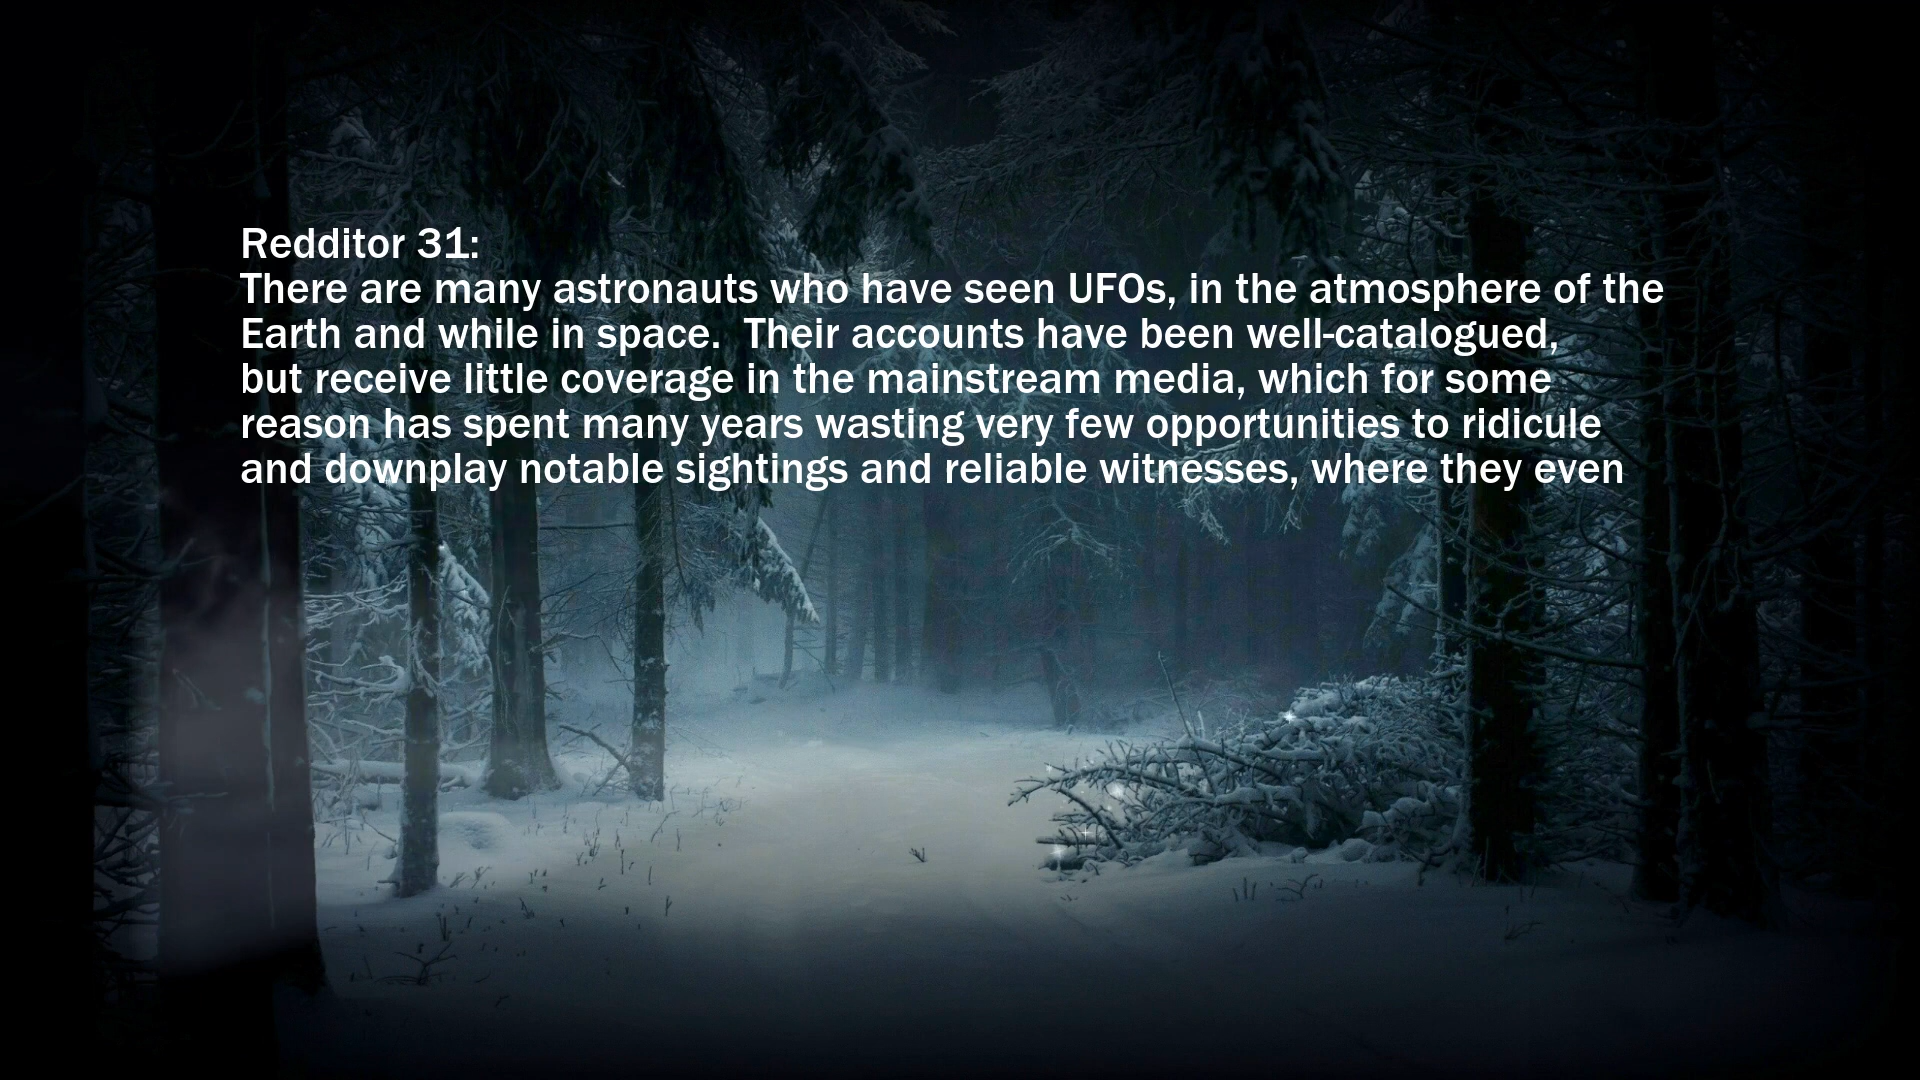 Redditor 31:
There are many astronauts who have seen UFOs, in the atmosphere of the
Earth and while in space.  Their accounts have been well-catalogued,
but receive little coverage in the mainstream media, which for some
reason has spent many years wasting very few opportunities to ridicule
and downplay notable sightings and reliable witnesses, where they even